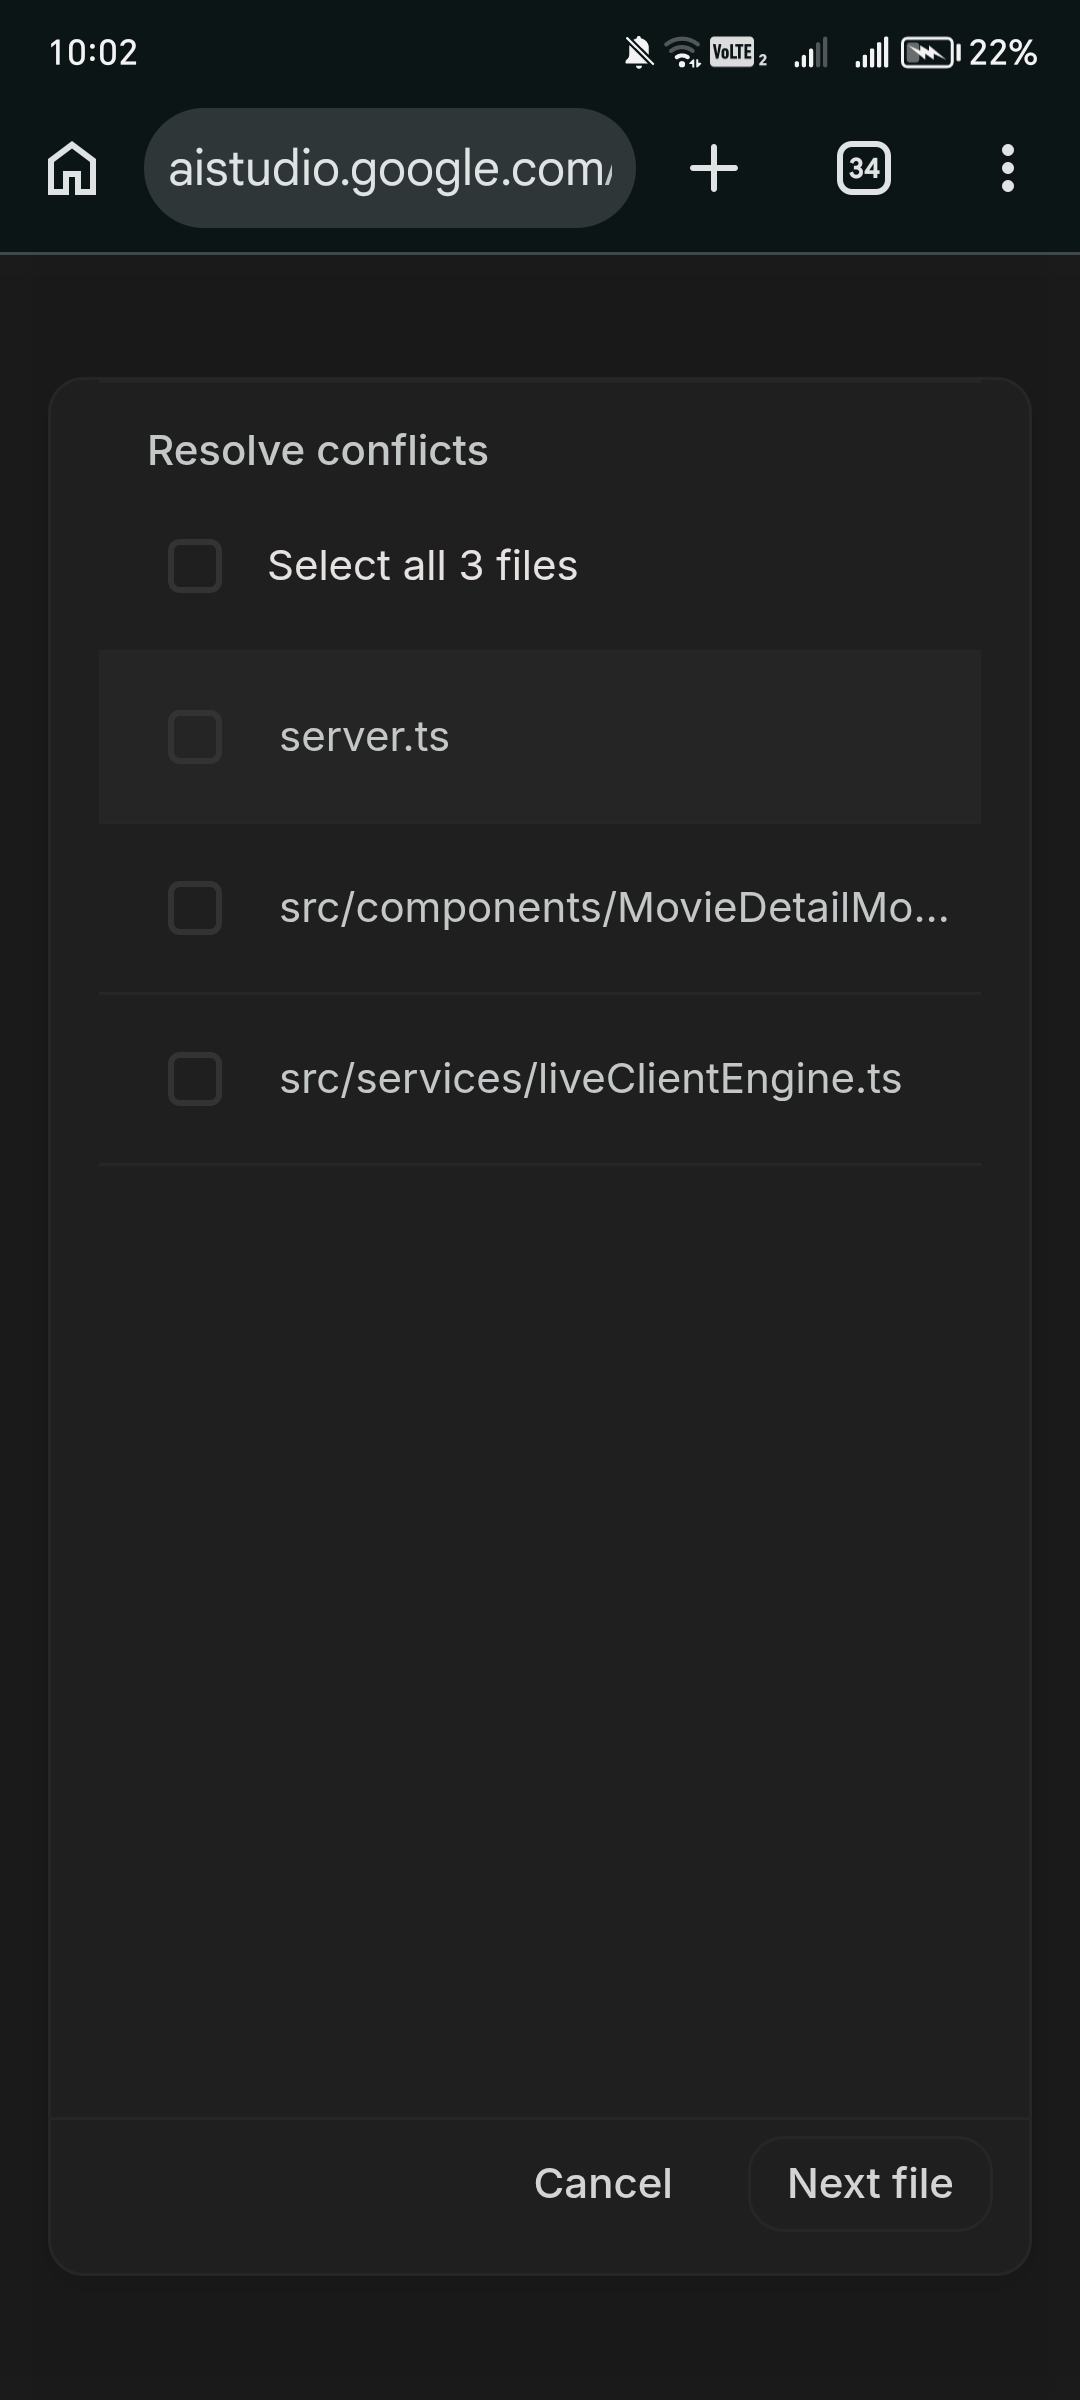 10:02
VoLTE 2
22%
aistudio.google.com/
34
Resolve conflicts
Select all 3 files
server.ts
src/components/MovieDetailMo...
src/services/liveClientEngine.ts
Cancel
Next file